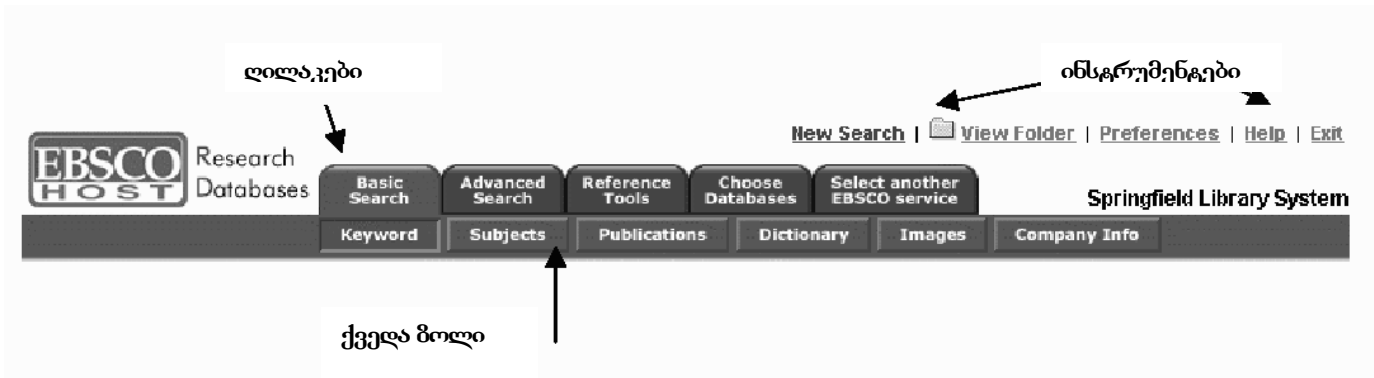 ღილაკები
ინსტრუმენტები
New Search | View Folder | Preferences | Help | Exit
EBSCO
HOST
Research
Databases
Basic
Search
Advanced
Search
Reference
Tools
Choose
Databases
Select another
EBSCO service
Springfield Library System
Keyword Subjects Publications Dictionary Images Company Info
ქვედა ზოლი